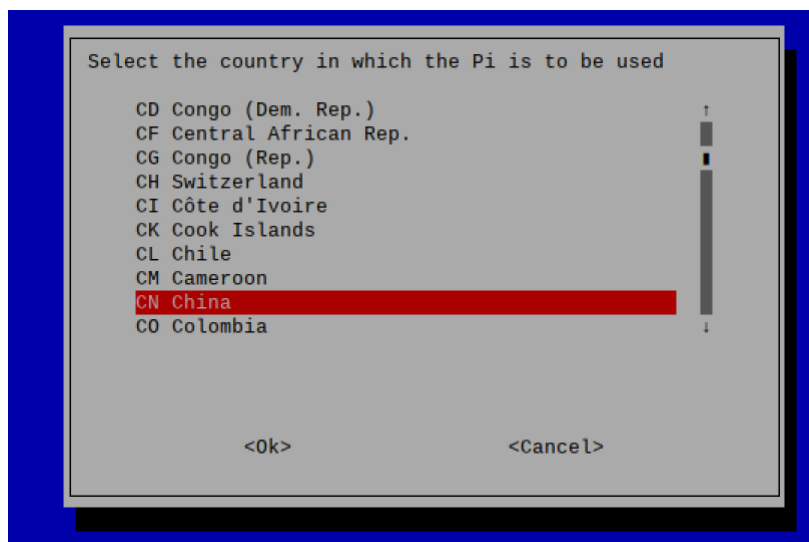 Select the country in which the Pi is to be used
CD Congo (Dem. Rep.)
CF Central African Rep.
CG Congo (Rep.)
CH Switzerland
CI Côte d'Ivoire
CK Cook Islands
CL Chile
CM Cameroon
CN China
CO Colombia
<Ok> <Cancel>